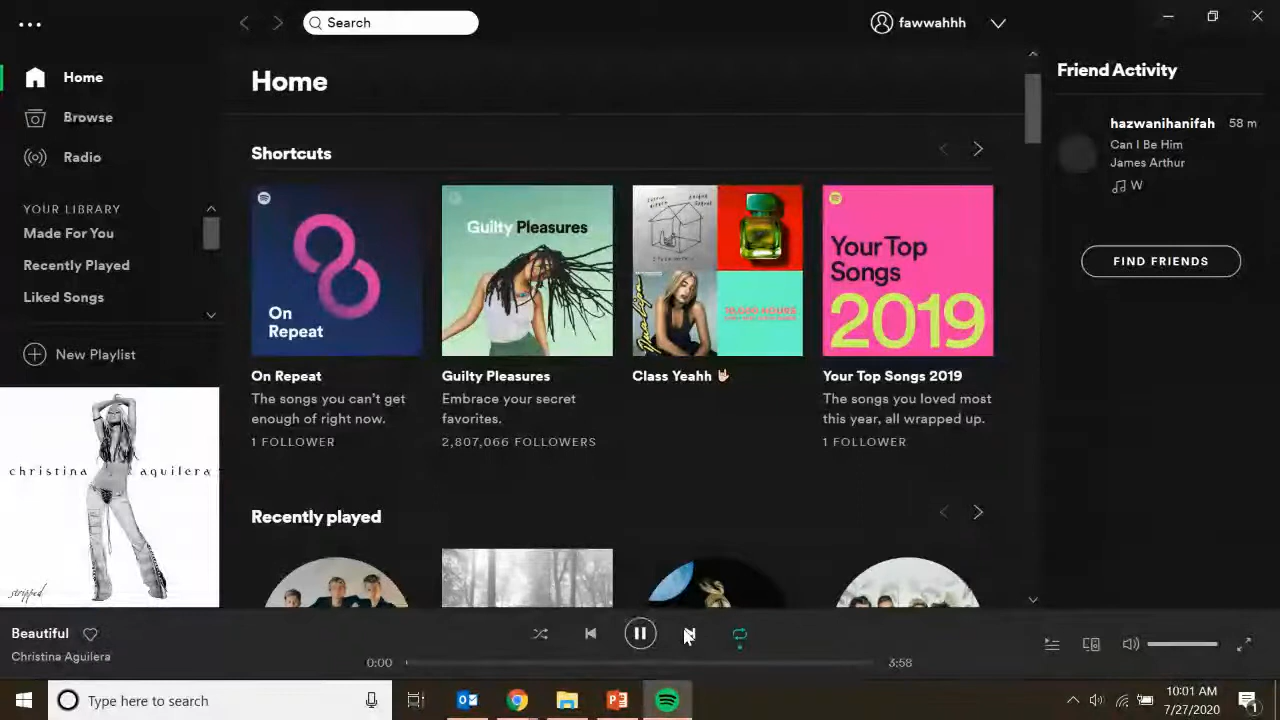 Search
fawwahhh
Home
Browse
Radio
YOUR LIBRARY
Made For You
Recently Played
Liked Songs
New Playlist
christina aguilera
stripped
Home
Shortcuts
On
Repeat
Guilty Pleasures
Dua Lipa
Your Top
Songs
2019
On Repeat
The songs you can't get
enough of right now.
1 FOLLOWER
Guilty Pleasures
Embrace your secret
favorites.
2,807,066 FOLLOWERS
Class Yeahh 🤟🏻
Your Top Songs 2019
The songs you loved most
this year, all wrapped up.
1 FOLLOWER
Recently played
Friend Activity
hazwanihanifah 58 m
Can I Be Him
James Arthur
W
FIND FRIENDS
Beautiful
Christina Aguilera
0:00
3:58
Type here to search
10:01 AM
7/27/2020
1